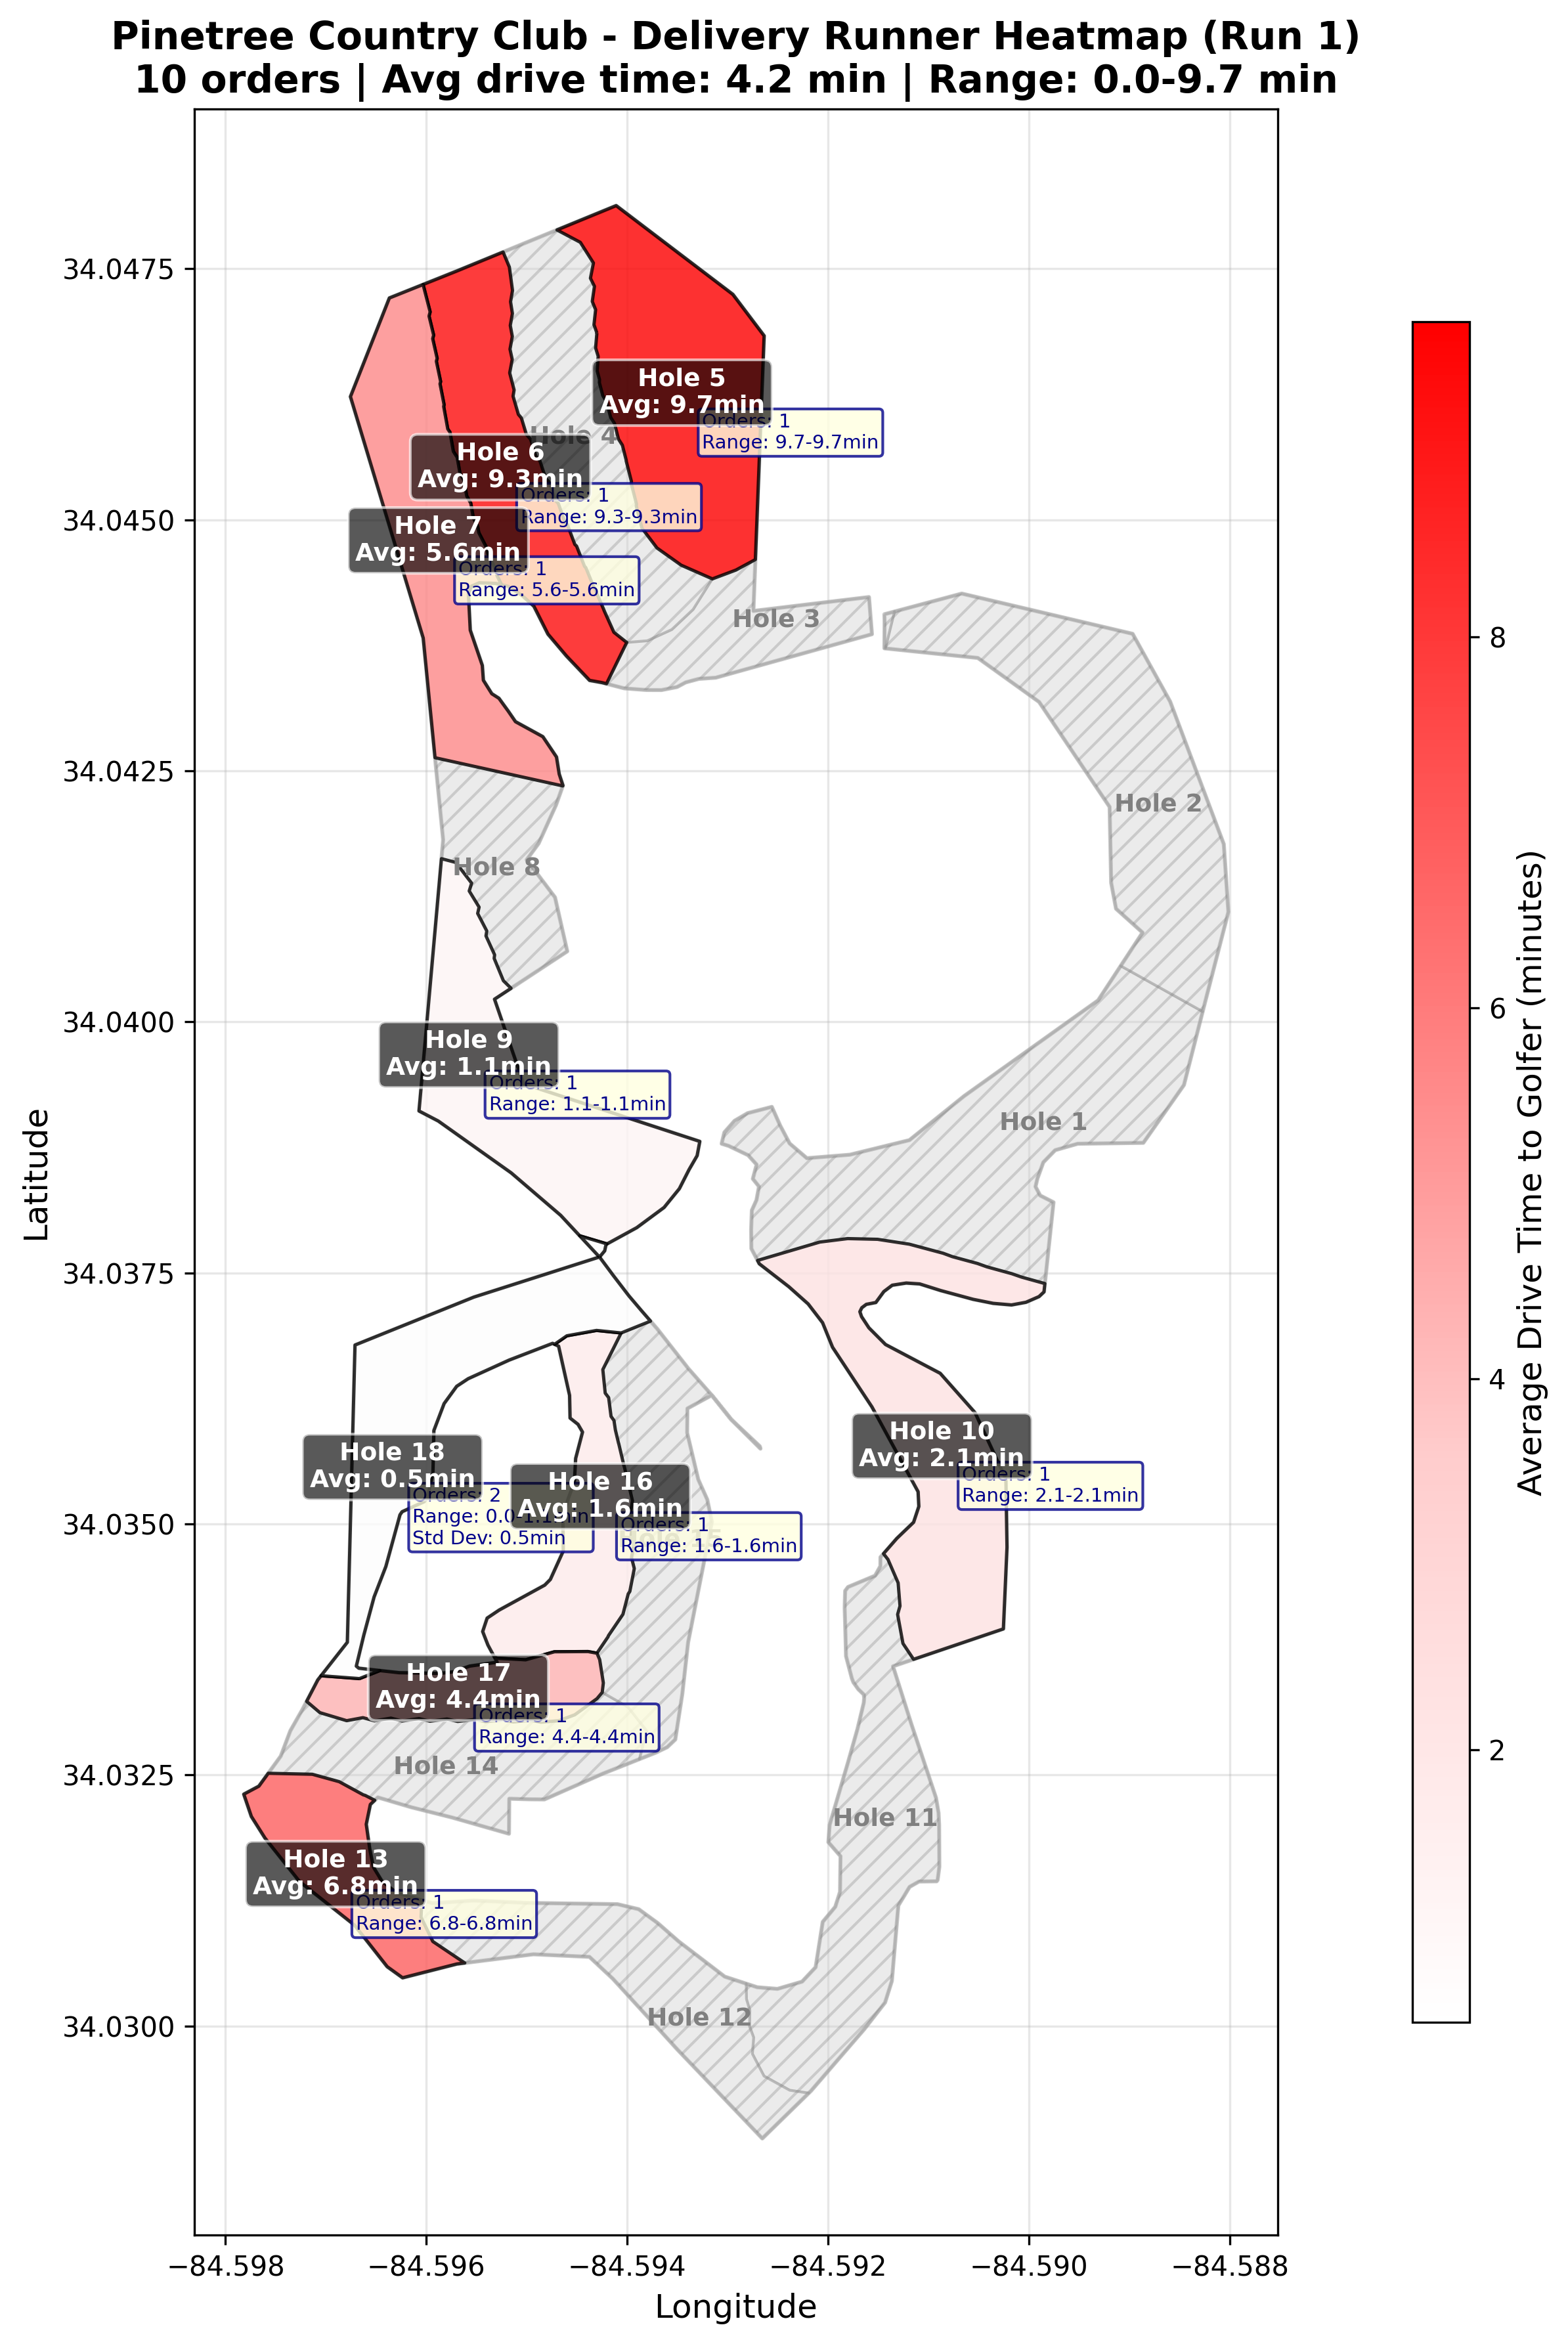 Pinetree Country Club - Delivery Runner Heatmap (Run 1)
10 orders | Avg drive time: 4.2 min | Range: 0.0-9.7 min
34.0475
34.0450
34.0425
34.0400
34.0375
34.0350
34.0325
34.0300
Latitude
−84.598
−84.596
−84.594
−84.592
−84.590
−84.588
Longitude
Hole 5
Avg: 9.7min
Orders: 1
Range: 9.7-9.7min
Hole 4
Hole 6
Avg: 9.3min
Orders: 1
Range: 9.3-9.3min
Hole 7
Avg: 5.6min
Orders: 1
Range: 5.6-5.6min
Hole 3
Hole 2
Hole 8
Hole 9
Avg: 1.1min
Orders: 1
Range: 1.1-1.1min
Hole 1
Hole 10
Avg: 2.1min
Orders: 1
Range: 2.1-2.1min
Hole 18
Avg: 0.5min
Orders: 2
Range: 0.0-1.1min
Std Dev: 0.5min
Hole 16
Avg: 1.6min
Orders: 1
Range: 1.6-1.6min
Hole 17
Avg: 4.4min
Orders: 1
Range: 4.4-4.4min
Hole 14
Hole 11
Hole 13
Avg: 6.8min
Orders: 1
Range: 6.8-6.8min
Hole 12
8
6
4
2
Average Drive Time to Golfer (minutes)